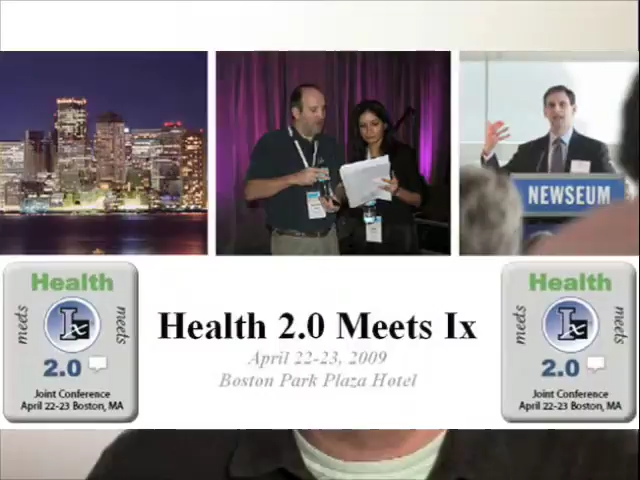 NEWSEUM
Health
meets
Ix
meets
2.0
Joint Conference
April 22-23 Boston, MA
Health 2.0 Meets Ix
April 22-23, 2009
Boston Park Plaza Hotel
Health
meets
Ix
meets
2.0
Joint Conference
April 22-23 Boston, MA